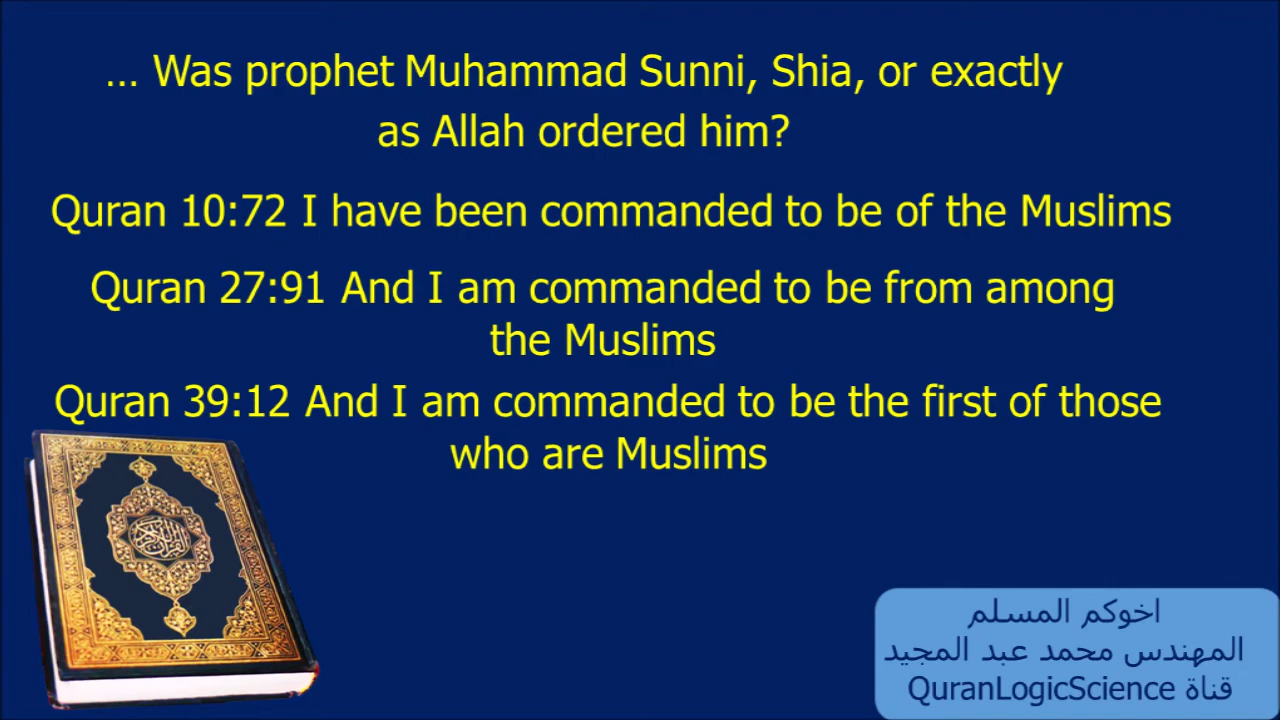 ... Was prophet Muhammad Sunni, Shia, or exactly
as Allah ordered him?
Quran 10:72 I have been commanded to be of the Muslims
Quran 27:91 And I am commanded to be from among
the Muslims
Quran 39:12 And I am commanded to be the first of those
who are Muslims
القرآن الكريم
اخوكم المسلم
المهندس محمد عبد المجيد
قناة QuranLogicScience